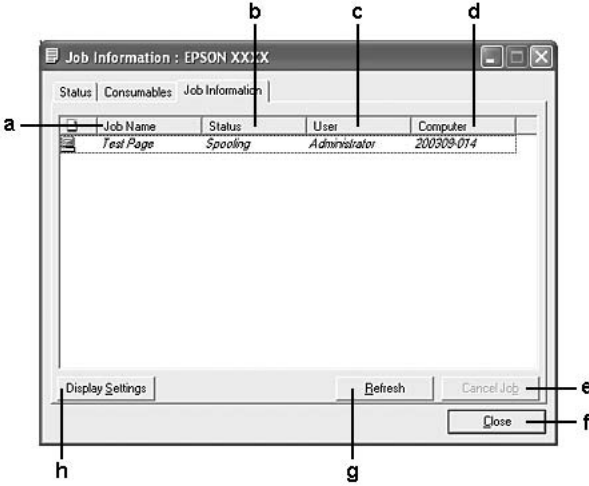 b c d
Job Information : EPSON XXXX
Status Consumables Job Information
a Job Name Status User Computer
Test Page Spooling Administrator 200309-014
Display Settings Refresh Cancel Job e
Close f
h g